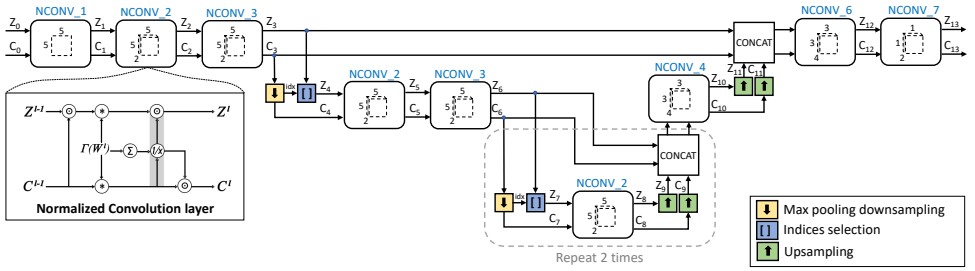 NCONV_1 NCONV_2 NCONV_3 NCONV_6 NCONV_7
Z0 Z1 Z2 Z3 Z12 Z13
5 5 5 3 1
5 5 5 CONCAT 3 1
2 2 4 2
C0 C1 C2 C3 C12 C13
Z11 C11
NCONV_2 NCONV_3 NCONV_4
idx Z4 Z5 Z6 Z10
[ ] 5 5 3
5 5 3
2 2 4
C4 C5 C6 C10
Z^l-1 Z^l
Γ(W^l) Σ 1/x
C^l-1 C^l
Normalized Convolution layer
CONCAT
NCONV_2
Z9 C9
idx Z7 Z8
[ ] 5
5
2
C7 C8
Repeat 2 times
Max pooling downsampling
[ ] Indices selection
Upsampling